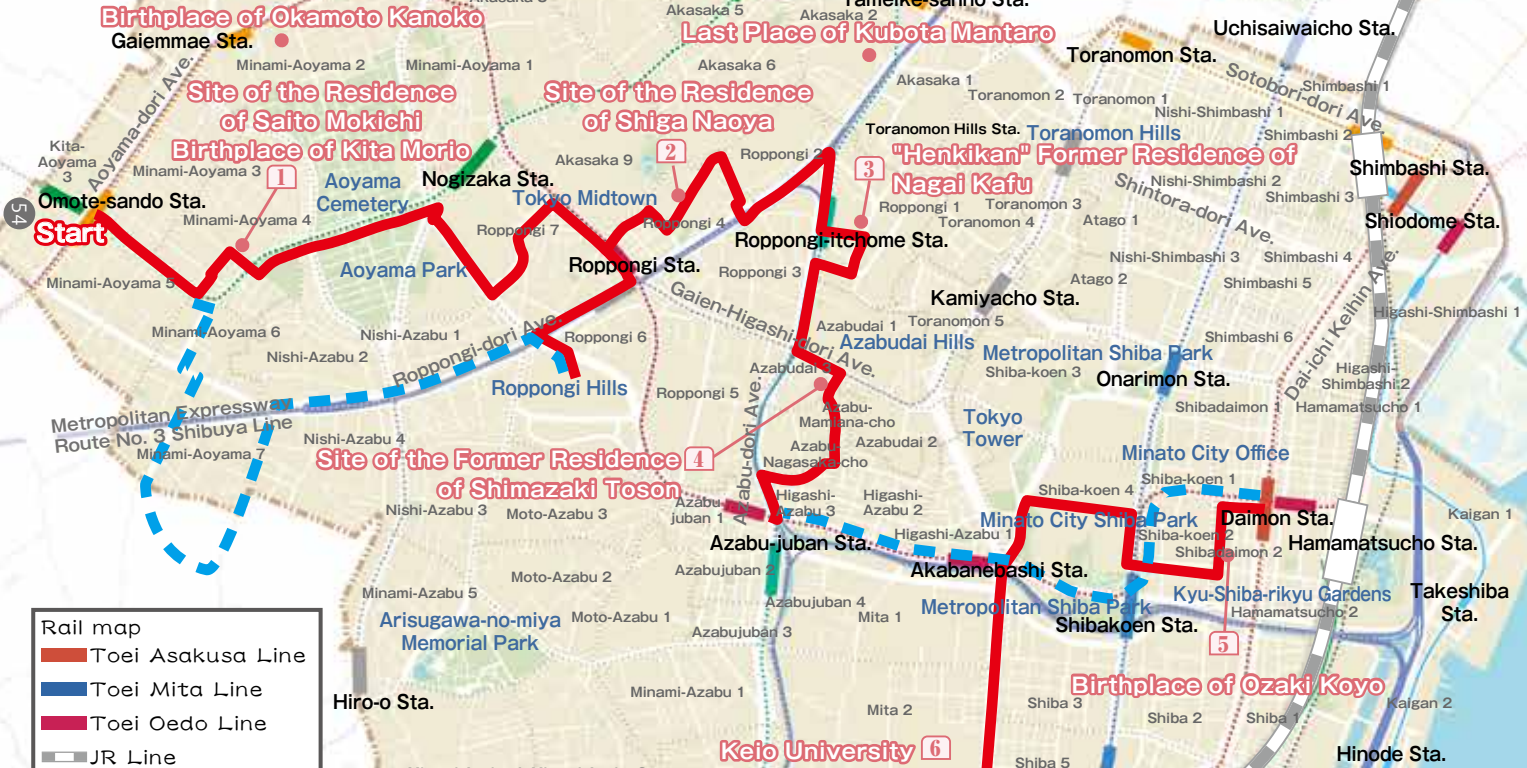 Akasaka 5
Akasaka 2
Birthplace of Okamoto Kanoko
Gaiemmae Sta.
Last Place of Kubota Mantaro
Uchisaiwaicho Sta.
Toranomon Sta.
Minami-Aoyama 2
Minami-Aoyama 1
Akasaka 6
Akasaka 1
Sotobori-dori Ave.
Shimbashi 1
Aoyama-dori Ave.
Site of the Residence
of Saito Mokichi
Birthplace of Kita Morio
Site of the Residence
of Shiga Naoya
Toranomon 2
Toranomon 1
Nishi-Shimbashi 1
Toranomon Hills Sta.
Toranomon Hills
Shimbashi 2
Kita-
Aoyama
3
Minami-Aoyama 3
1
Akasaka 9
2
Roppongi 2
3
"Henkikan" Former Residence of
Nagai Kafu
Shimbashi Sta.
Nogizaka Sta.
Aoyama
Cemetery
Tokyo Midtown
Nishi-Shimbashi 2
Shimbashi 3
Shintora-dori Ave.
54
Omote-sando Sta.
Start
Minami-Aoyama 4
Roppongi 7
Roppongi 4
Roppongi 1
Toranomon 3
Toranomon 4
Atago 1
Shiodome Sta.
Roppongi-itchome Sta.
Minami-Aoyama 5
Aoyama Park
Roppongi Sta.
Roppongi 3
Nishi-Shimbashi 3
Shimbashi 4
Atago 2
Shimbashi 5
Dai-ichi Keihin Ave.
Gaien-Higashi-dori Ave.
Kamiyacho Sta.
Higashi-Shimbashi 1
Minami-Aoyama 6
Nishi-Azabu 1
Roppongi 6
Azabudai 1
Toranomon 5
Azabudai Hills
Shimbashi 6
Nishi-Azabu 2
Roppongi-dori Ave.
Metropolitan Shiba Park
Shiba-koen 3
Onarimon Sta.
Higashi-
Shimbashi 2
Roppongi Hills
Roppongi 5
Azabudai 3
Azabu-
Mamiana-cho
Shibadaimon 1
Hamamatsucho 1
Metropolitan Expressway
Route No. 3 Shibuya Line
Azabu-dori Ave.
Tokyo
Tower
Nishi-Azabu 4
Azabudai 2
Azabu-
Nagasaka-cho
Minami-Aoyama 7
Site of the Former Residence
of Shimazaki Toson
4
Minato City Office
Shiba-koen 1
Shiba-koen 4
Azabu-
juban 1
Higashi-
Azabu 3
Higashi-
Azabu 2
Nishi-Azabu 3
Moto-Azabu 3
Minato City Shiba Park
Daimon Sta.
Kaigan 1
Azabu-juban Sta.
Higashi-Azabu 1
Shiba-koen 2
Shibadaimon 2
Hamamatsucho Sta.
Moto-Azabu 2
Azabujuban 2
Akabanebashi Sta.
Minami-Azabu 5
Azabujuban 4
Metropolitan Shiba Park
Kyu-Shiba-rikyu Gardens
Takeshiba
Sta.
Arisugawa-no-miya
Memorial Park
Moto-Azabu 1
Mita 1
Shibakoen Sta.
Hamamatsucho 2
Azabujuban 3
5
Rail map
Toei Asakusa Line
Toei Mita Line
Toei Oedo Line
JR Line
Hiro-o Sta.
Minami-Azabu 1
Mita 2
Birthplace of Ozaki Koyo
Shiba 3
Shiba 2
Shiba 1
Kaigan 2
Keio University
6
Shiba 5
Hinode Sta.